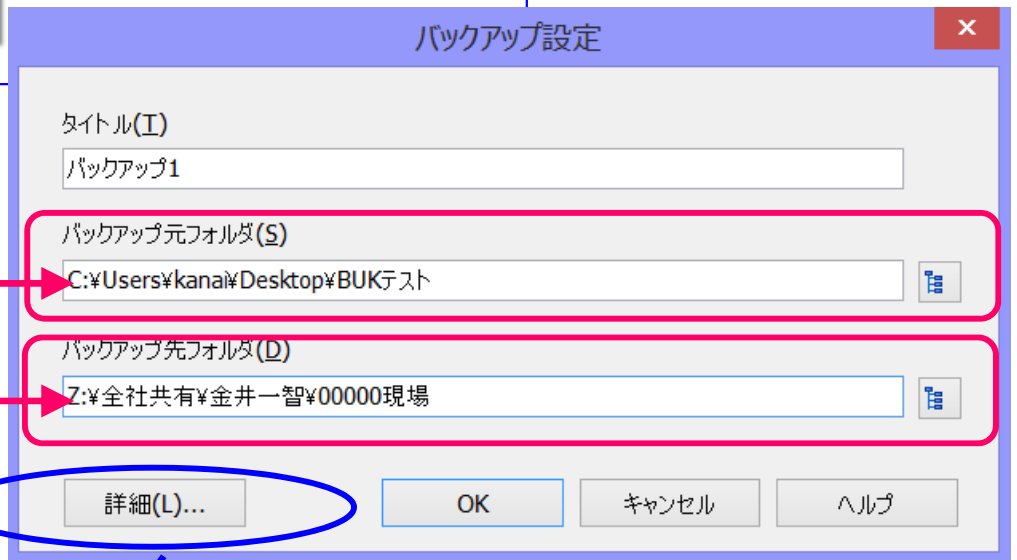 バックアップ設定
タイトル(T)
バックアップ1
バックアップ元フォルダ(S)
C:¥Users¥kanai¥Desktop¥BUKテスト
バックアップ先フォルダ(D)
Z:¥全社共有¥金井一智¥00000現場
詳細(L)... OK キャンセル ヘルプ